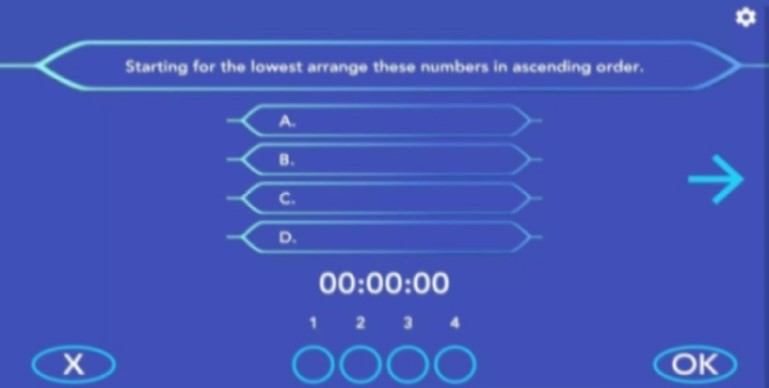 Starting for the lowest arrange these numbers in ascending order.
A.
B.
C.
D.
00:00:00
1 2 3 4
X
OK